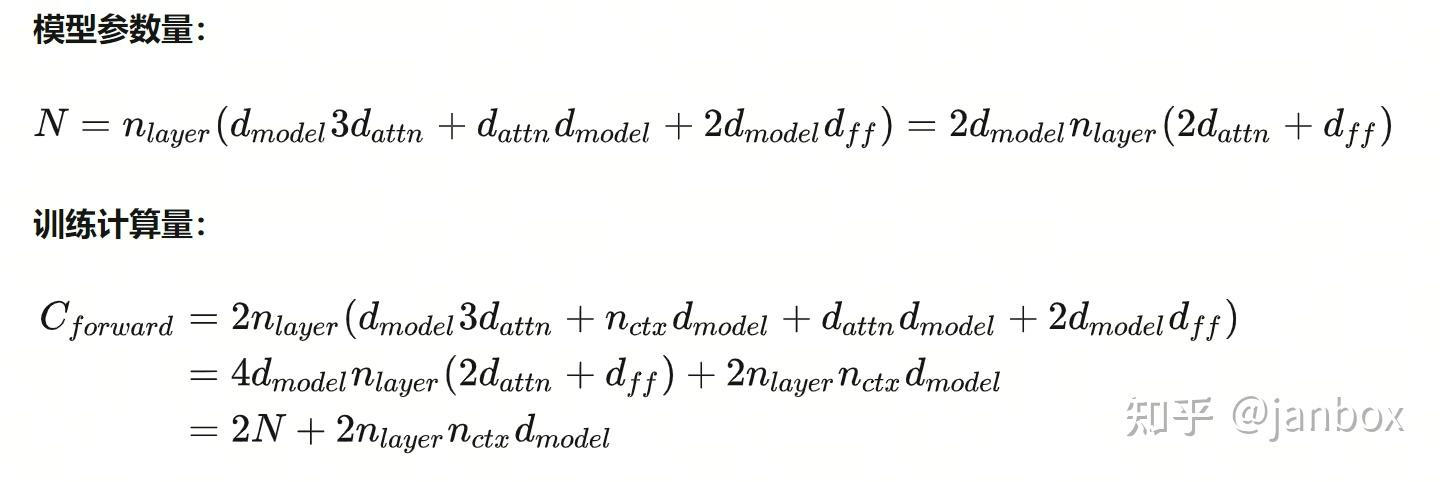 模型参数量：
N = n_{layer}(d_{model}3d_{attn} + d_{attn}d_{model} + 2d_{model}d_{ff}) = 2d_{model}n_{layer}(2d_{attn} + d_{ff})
训练计算量：
C_{forward} = 2n_{layer}(d_{model}3d_{attn} + n_{ctx}d_{model} + d_{attn}d_{model} + 2d_{model}d_{ff})
= 4d_{model}n_{layer}(2d_{attn} + d_{ff}) + 2n_{layer}n_{ctx}d_{model}
= 2N + 2n_{layer}n_{ctx}d_{model}
知乎 @janbox